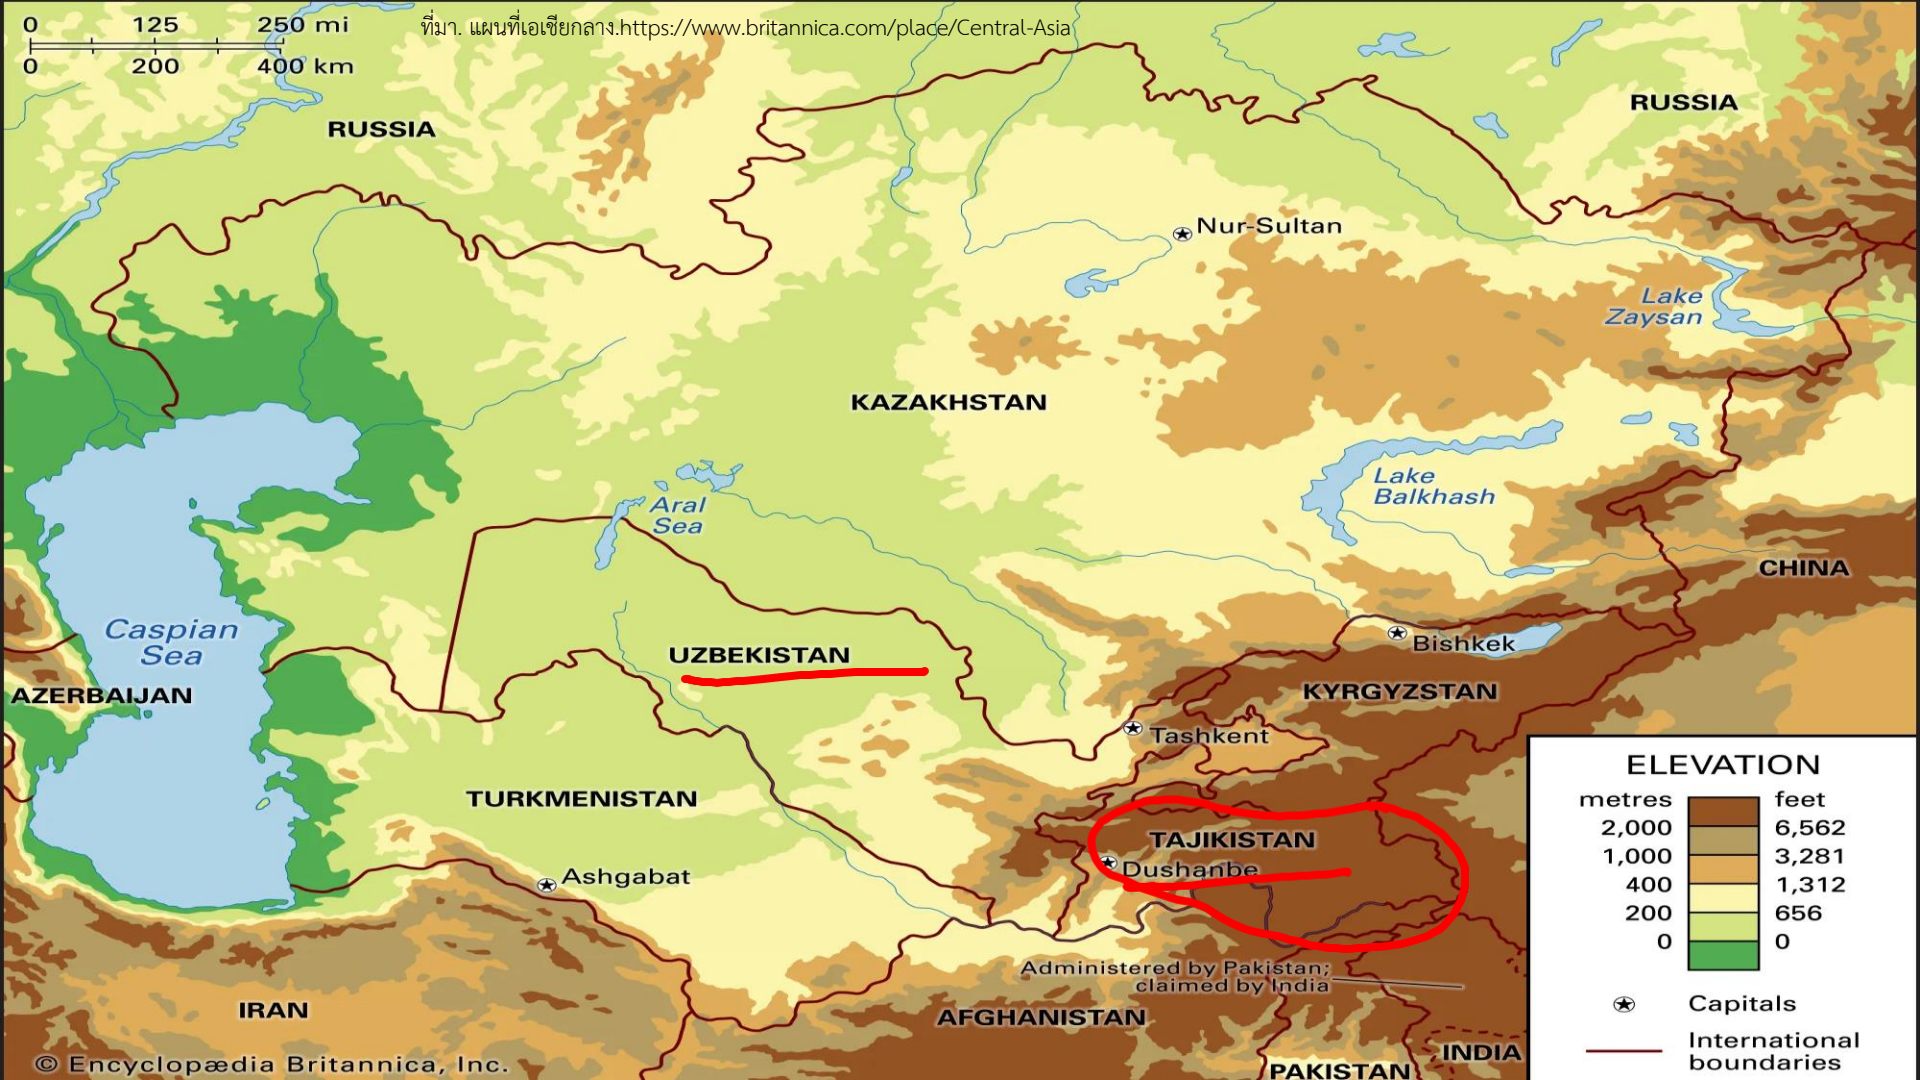 0 125 250 mi
0 200 400 km
ที่มา. แผนที่เอเชียกลาง.https://www.britannica.com/place/Central-Asia
RUSSIA
RUSSIA
Nur-Sultan
Lake
Zaysan
KAZAKHSTAN
Lake
Balkhash
Aral
Sea
CHINA
Caspian
Sea
Bishkek
UZBEKISTAN
KYRGYZSTAN
AZERBAIJAN
Tashkent
TURKMENISTAN
TAJIKISTAN
Dushanbe
Ashgabat
Administered by Pakistan;
claimed by India
IRAN
AFGHANISTAN
INDIA
PAKISTAN
© Encyclopædia Britannica, Inc.
ELEVATION
metres feet
2,000 6,562
1,000 3,281
400 1,312
200 656
0 0
Capitals
International
boundaries